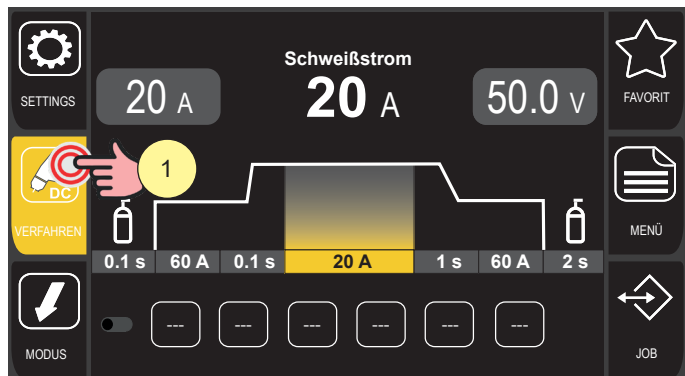 SETTINGS
VERFAHREN
DC
MODUS
Schweißstrom
20 A
20 A
50.0 V
1
0.1 s 60 A 0.1 s 20 A 1 s 60 A 2 s
--- --- --- --- --- ---
FAVORIT
MENÜ
JOB